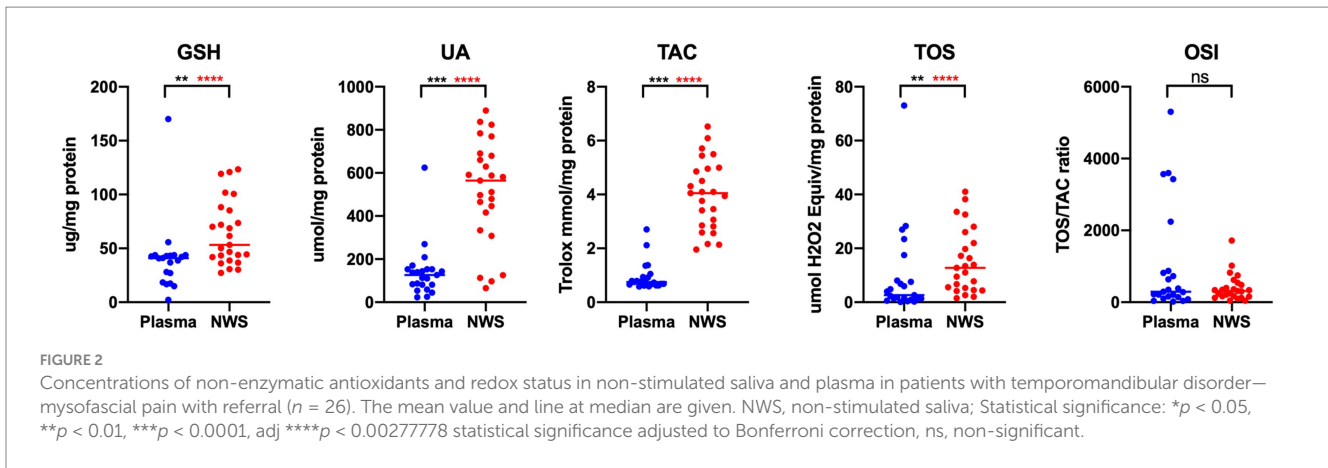 GSH
** ****
ug/mg protein
200
150
100
50
0
Plasma NWS
UA
*** ****
umol/mg protein
1000
800
600
400
200
0
Plasma NWS
TAC
*** ****
Trolox mmol/mg protein
8
6
4
2
0
Plasma NWS
TOS
** ****
umol H2O2 Equiv/mg protein
80
60
40
20
0
Plasma NWS
OSI
ns
TOS/TAC ratio
6000
4000
2000
0
Plasma NWS
FIGURE 2
Concentrations of non-enzymatic antioxidants and redox status in non-stimulated saliva and plasma in patients with temporomandibular disorder—
mysofascial pain with referral (n = 26). The mean value and line at median are given. NWS, non-stimulated saliva; Statistical significance: *p < 0.05,
**p < 0.01, ***p < 0.0001, adj ****p < 0.00277778 statistical significance adjusted to Bonferroni correction, ns, non-significant.